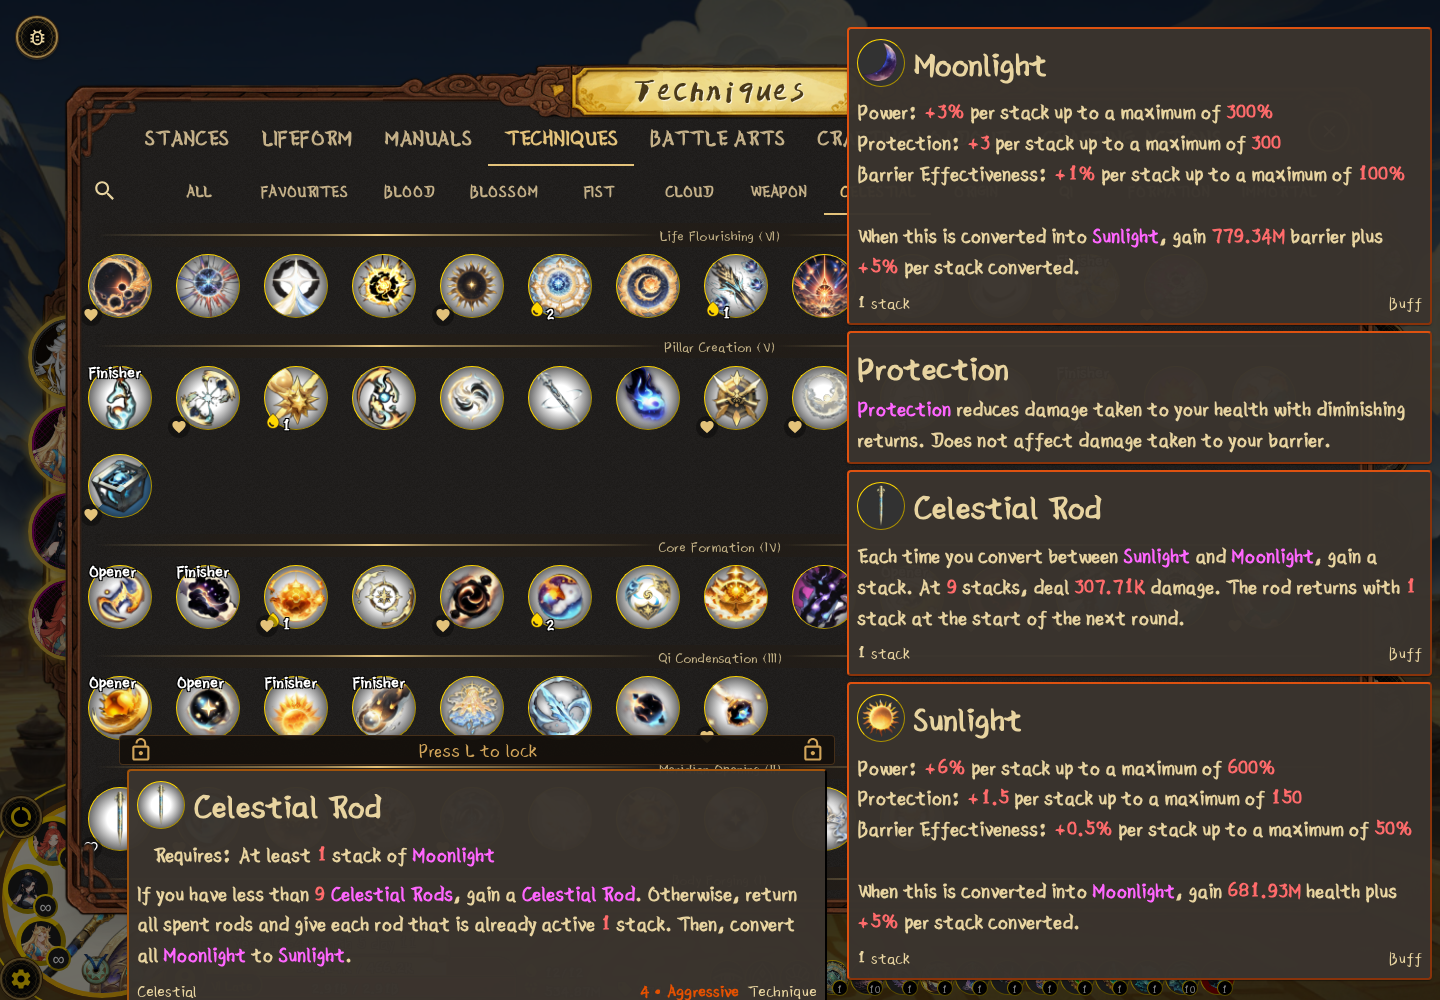 Techniques
STANCES LIFEFORM MANUALS TECHNIQUES BATTLE ARTS CRA
ALL FAVOURITES BLOOD BLOSSOM FIST CLOUD WEAPON C
Life Flourishing (VI)
2 1
Pillar Creation (V)
Finisher
1
Core Formation (IV)
Opener Finisher
1 2
Qi Condensation (III)
Opener Opener Finisher Finisher
Press L to lock
Meridian Opening (II)
Celestial Rod
Requires: At least 1 stack of Moonlight
If you have less than 9 Celestial Rods, gain a Celestial Rod. Otherwise, return
all spent rods and give each rod that is already active 1 stack. Then, convert
all Moonlight to Sunlight.
Celestial 4 • Aggressive Technique
Moonlight
Power: +3% per stack up to a maximum of 300%
Protection: +3 per stack up to a maximum of 300
Barrier Effectiveness: +1% per stack up to a maximum of 100%
When this is converted into Sunlight, gain 779.34M barrier plus
+5% per stack converted.
1 stack Buff
Protection
Protection reduces damage taken to your health with diminishing
returns. Does not affect damage taken to your barrier.
Celestial Rod
Each time you convert between Sunlight and Moonlight, gain a
stack. At 9 stacks, deal 307.71K damage. The rod returns with 1
stack at the start of the next round.
1 stack Buff
Sunlight
Power: +6% per stack up to a maximum of 600%
Protection: +1.5 per stack up to a maximum of 150
Barrier Effectiveness: +0.5% per stack up to a maximum of 50%
When this is converted into Moonlight, gain 681.93M health plus
+5% per stack converted.
1 stack Buff
∞
∞